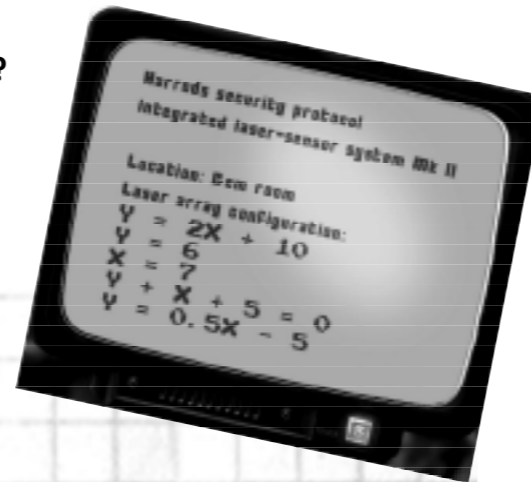 ?
Harrods security protocol
Integrated laser-sensor system Mk II
Location: Gem room
Laser array configuration:
Y = 2X + 10
Y = 6
X = 7
Y + X + 5 = 0
Y = 0.5X - 5